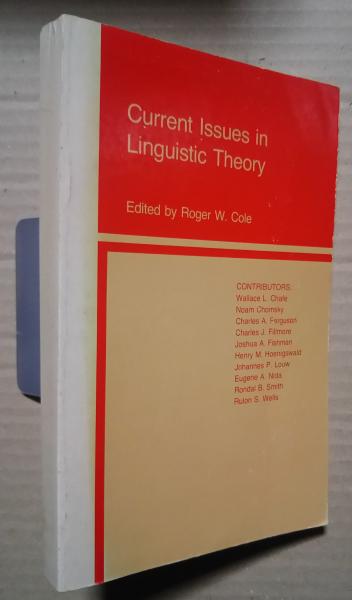 Current Issues in
Linguistic Theory
Edited by Roger W. Cole
CONTRIBUTORS:
Wallace L. Chafe
Noam Chomsky
Charles A. Ferguson
Charles J. Fillmore
Joshua A. Fishman
Henry M. Hoenigswald
Johannes P. Louw
Eugene A. Nida
Rondal B. Smith
Rulon S. Wells